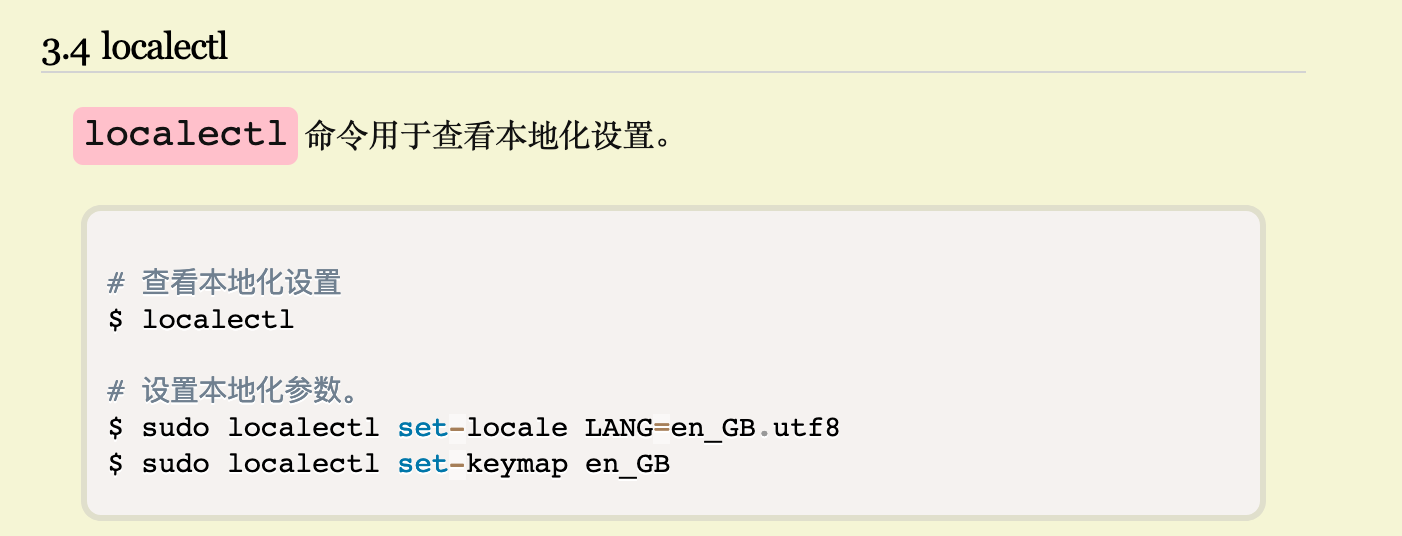 3.4 localectl
localectl 命令用于查看本地化设置。
# 查看本地化设置
$ localectl
# 设置本地化参数。
$ sudo localectl set-locale LANG=en_GB.utf8
$ sudo localectl set-keymap en_GB